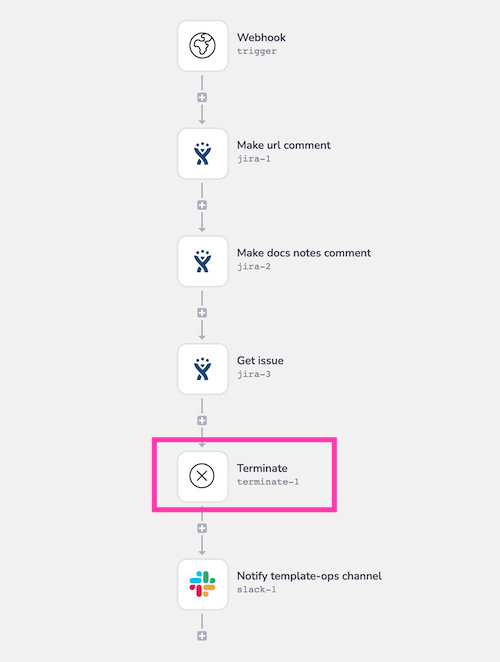 Webhook
trigger
Make url comment
jira-1
Make docs notes comment
jira-2
Get issue
jira-3
Terminate
terminate-1
Notify template-ops channel
slack-1